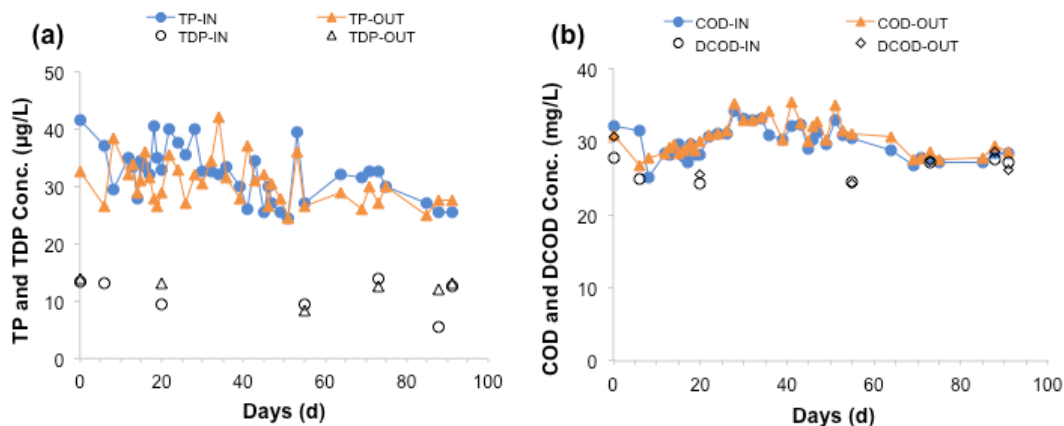 (a)
TP-IN TP-OUT
TDP-IN TDP-OUT
TP and TDP Conc. (µg/L)
50
40
30
20
10
0
0 20 40 60 80 100
Days (d)
(b)
COD-IN COD-OUT
DCOD-IN DCOD-OUT
COD and DCOD Conc. (mg/L)
40
30
20
10
0
0 20 40 60 80 100
Days (d)